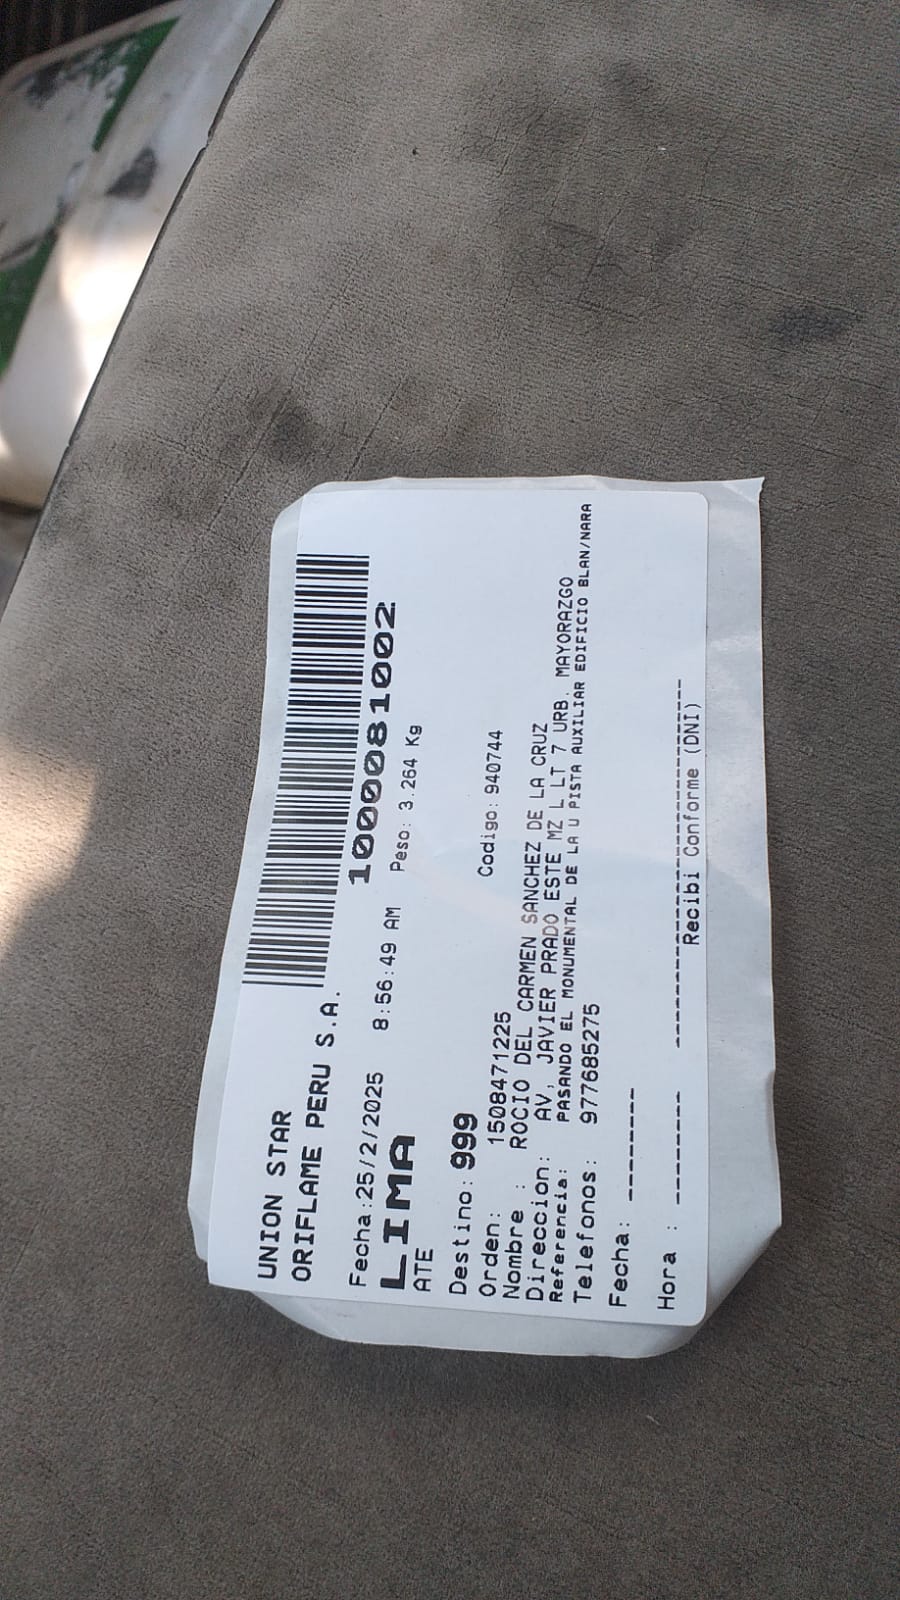 UNION STAR
ORIFLAME PERU S.A.
1000081002
Fecha:25/2/2025 8:56:49 AM Peso: 3.264 Kg
LIMA
ATE
Destino: 999
Orden: 1508471225 Codigo: 940744
Nombre : ROCIO DEL CARMEN SANCHEZ DE LA CRUZ
Direccion: AV, JAVIER PRADO ESTE MZ L LT 7 URB. MAYORAZGO
Referencia: PASANDO EL MONUMENTAL DE LA U PISTA AUXILIAR EDIFICIO BLAN/NARA
Telefonos: 977685275
Fecha: --------
Hora : --------
Recibi Conforme (DNI)